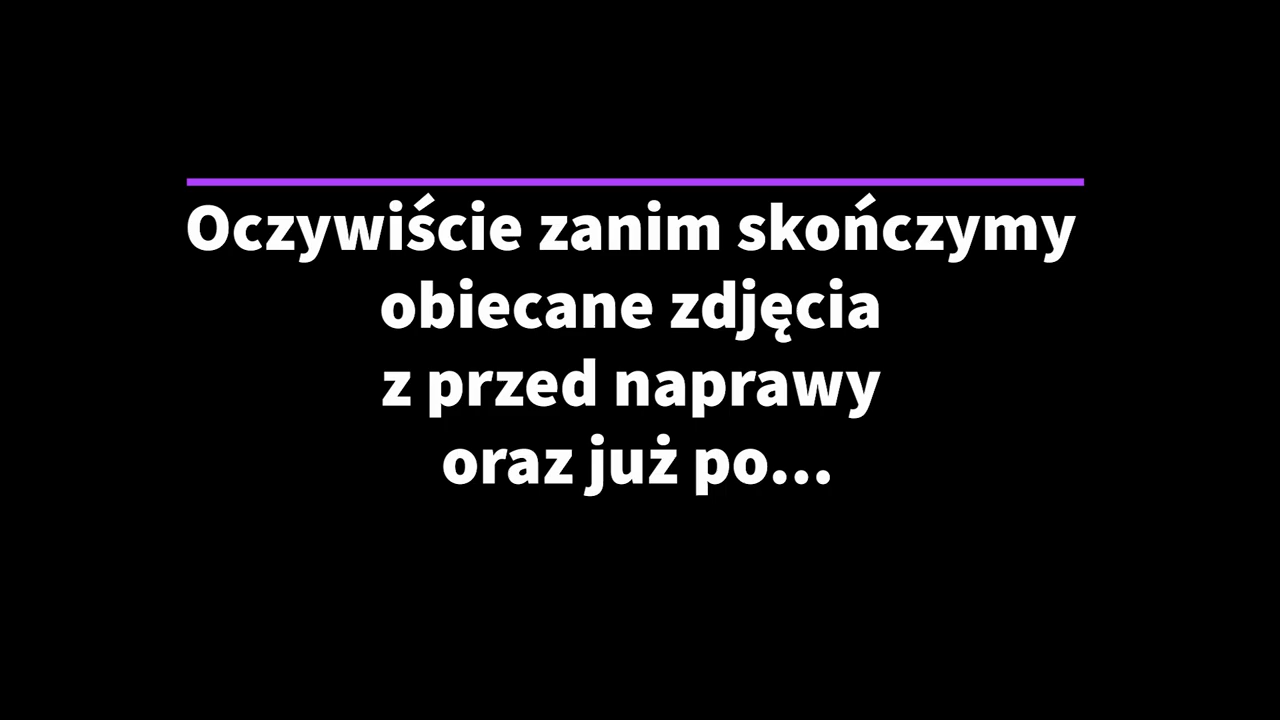 Oczywiście zanim skończymy
obiecane zdjęcia
z przed naprawy
oraz już po...